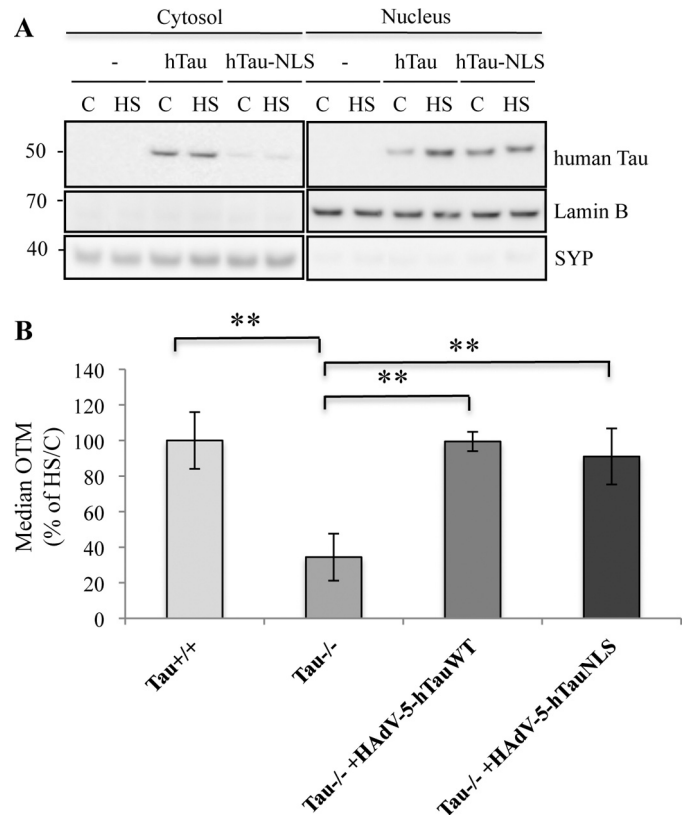 A
Cytosol Nucleus
- hTau hTau-NLS - hTau hTau-NLS
C HS C HS C HS C HS C HS C HS
50 - human Tau
70 - Lamin B
40 - SYP
B
** ** **
140
120
100
80
60
40
20
0
Median OTM
(% of HS/C)
Tau+/+
Tau-/-
Tau-/- +HAdV-5-hTauWT
Tau-/- +HAdV-5-hTauNLS